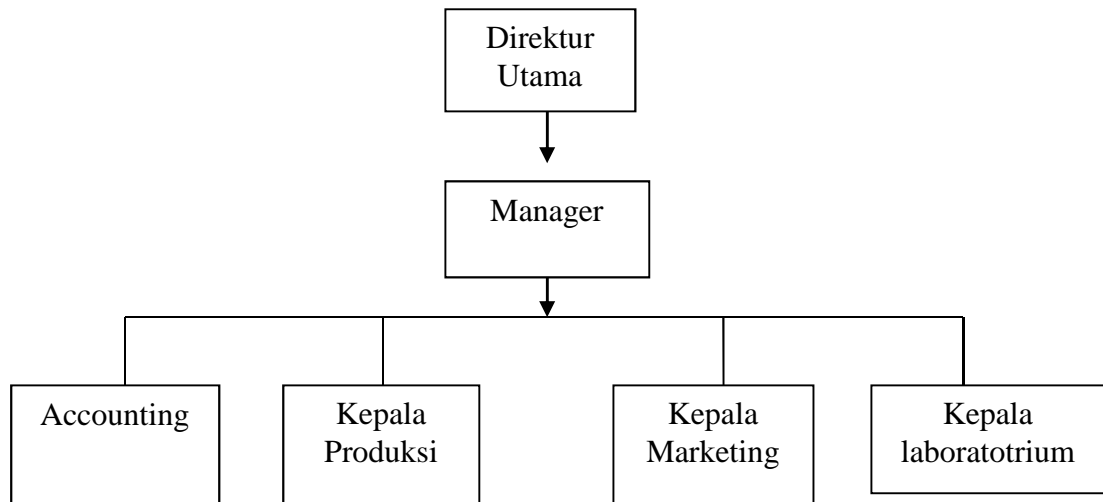 Direktur
Utama
Manager
Accounting
Kepala
Produksi
Kepala
Marketing
Kepala
laboratotrium